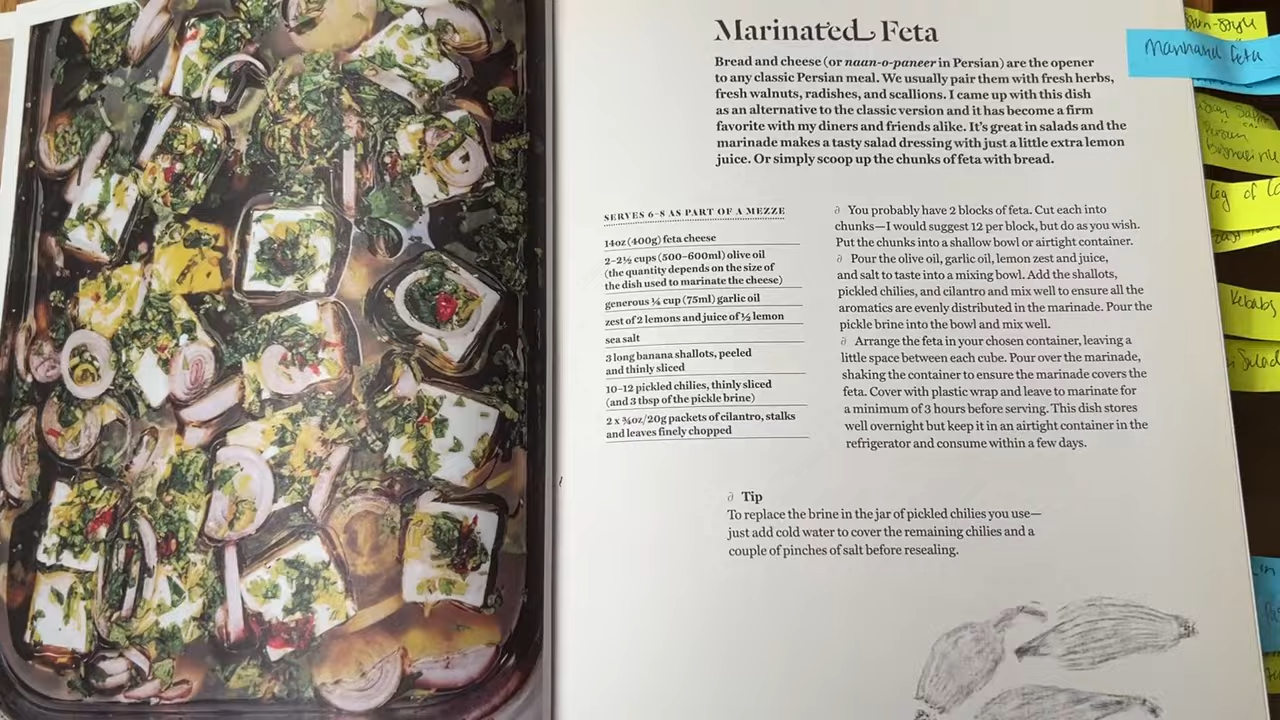 Marinated Feta
Bread and cheese (or naan-o-paneer in Persian) are the opener
to any classic Persian meal. We usually pair them with fresh herbs,
fresh walnuts, radishes, and scallions. I came up with this dish
as an alternative to the classic version and it has become a firm
favorite with my diners and friends alike. It's great in salads and the
marinade makes a tasty salad dressing with just a little extra lemon
juice. Or simply scoop up the chunks of feta with bread.
SERVES 6–8 AS PART OF A MEZZE
14oz (400g) feta cheese
2–2½ cups (500–600ml) olive oil
(the quantity depends on the size of
the dish used to marinate the cheese)
generous ¼ cup (75ml) garlic oil
zest of 2 lemons and juice of ½ lemon
sea salt
3 long banana shallots, peeled
and thinly sliced
10–12 pickled chilies, thinly sliced
(and 3 tbsp of the pickle brine)
2 x ¾oz/20g packets of cilantro, stalks
and leaves finely chopped
∂ You probably have 2 blocks of feta. Cut each into
chunks—I would suggest 12 per block, but do as you wish.
Put the chunks into a shallow bowl or airtight container.
∂ Pour the olive oil, garlic oil, lemon zest and juice,
and salt to taste into a mixing bowl. Add the shallots,
pickled chilies, and cilantro and mix well to ensure all the
aromatics are evenly distributed in the marinade. Pour the
pickle brine into the bowl and mix well.
∂ Arrange the feta in your chosen container, leaving a
little space between each cube. Pour over the marinade,
shaking the container to ensure the marinade covers the
feta. Cover with plastic wrap and leave to marinate for
a minimum of 3 hours before serving. This dish stores
well overnight but keep it in an airtight container in the
refrigerator and consume within a few days.
∂ Tip
To replace the brine in the jar of pickled chilies you use—
just add cold water to cover the remaining chilies and a
couple of pinches of salt before resealing.
Feta
leg of
Kebabs
Salad